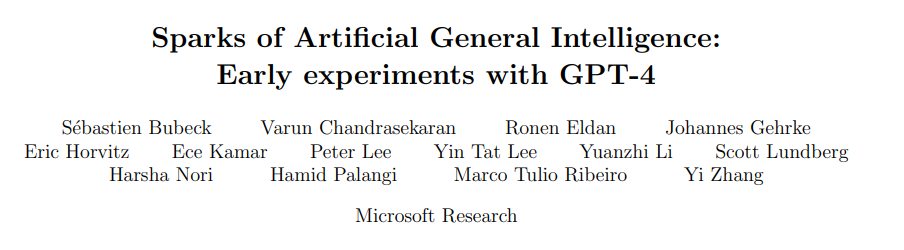 Sparks of Artificial General Intelligence:
Early experiments with GPT-4
Sébastien Bubeck Varun Chandrasekaran Ronen Eldan Johannes Gehrke
Eric Horvitz Ece Kamar Peter Lee Yin Tat Lee Yuanzhi Li Scott Lundberg
Harsha Nori Hamid Palangi Marco Tulio Ribeiro Yi Zhang
Microsoft Research